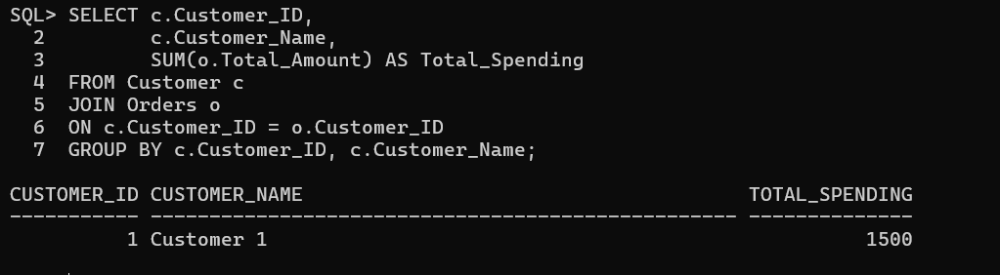 SQL> SELECT c.Customer_ID,
  2         c.Customer_Name,
  3         SUM(o.Total_Amount) AS Total_Spending
  4  FROM Customer c
  5  JOIN Orders o
  6  ON c.Customer_ID = o.Customer_ID
  7  GROUP BY c.Customer_ID, c.Customer_Name;
CUSTOMER_ID CUSTOMER_NAME                                      TOTAL_SPENDING
----------- -------------------------------------------------- --------------
          1 Customer 1                                                   1500